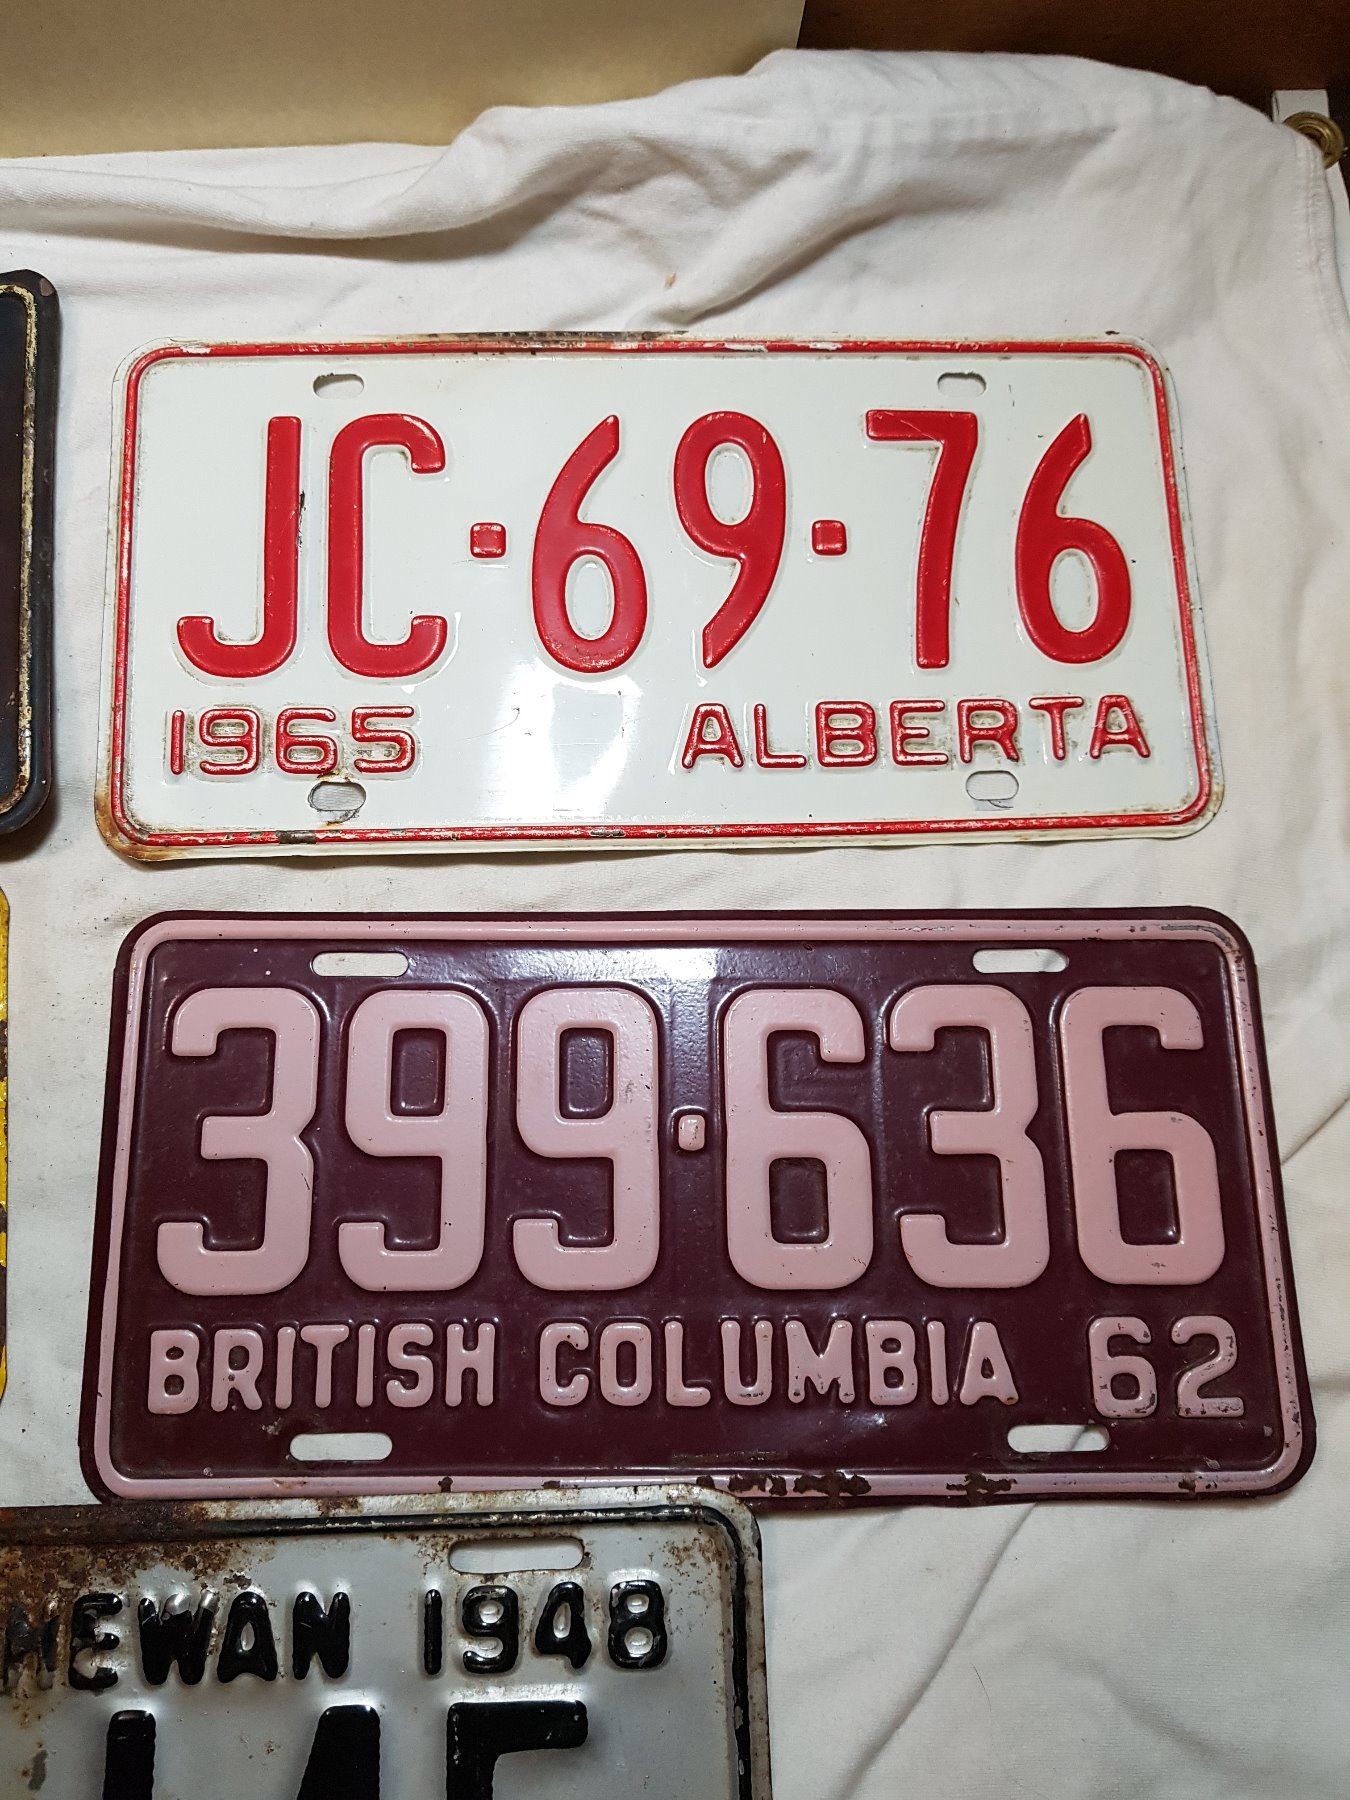 JC·69·76
1965 ALBERTA
399·636
BRITISH COLUMBIA 62
HEWAN 1948